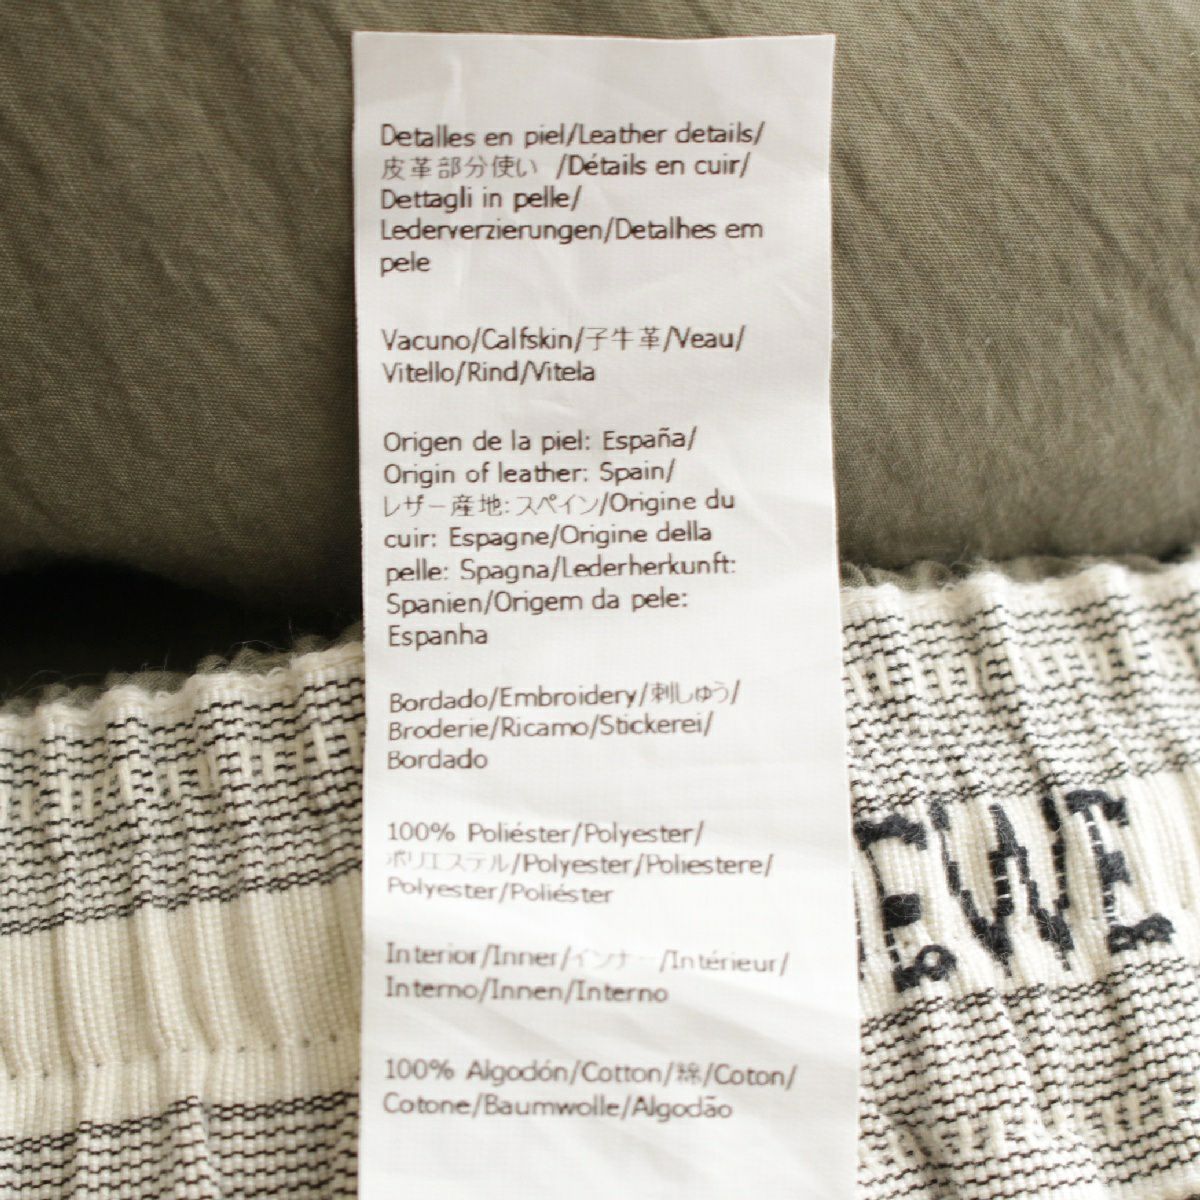 Detalles en piel/Leather details/
皮革部分使い /Détails en cuir/
Dettagli in pelle/
Lederverzierungen/Detalhes em
pele
Vacuno/Calfskin/子牛革/Veau/
Vitello/Rind/Vitela
Origen de la piel: España/
Origin of leather: Spain/
レザー産地:スペイン/Origine du
cuir: Espagne/Origine della
pelle: Spagna/Lederherkunft:
Spanien/Origem da pele:
Espanha
Bordado/Embroidery/刺しゅう/
Broderie/Ricamo/Stickerei/
Bordado
100% Poliéster/Polyester/
ポリエステル/Polyester/Poliestere/
Polyester/Poliéster
Interior/Inner/インナー /Intérieur/
Interno/Innen/Interno
100% Algodón/Cotton/綿/Coton/
Cotone/Baumwolle/Algodão
EWE